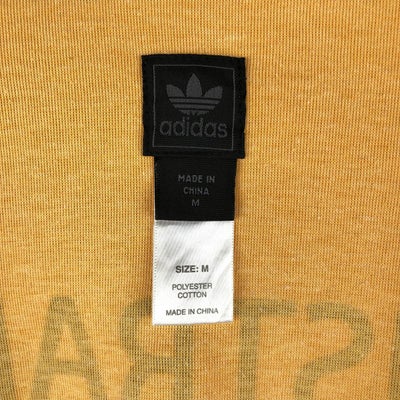 adidas
MADE IN
CHINA
M
SIZE: M
POLYESTER
COTTON
MADE IN CHINA